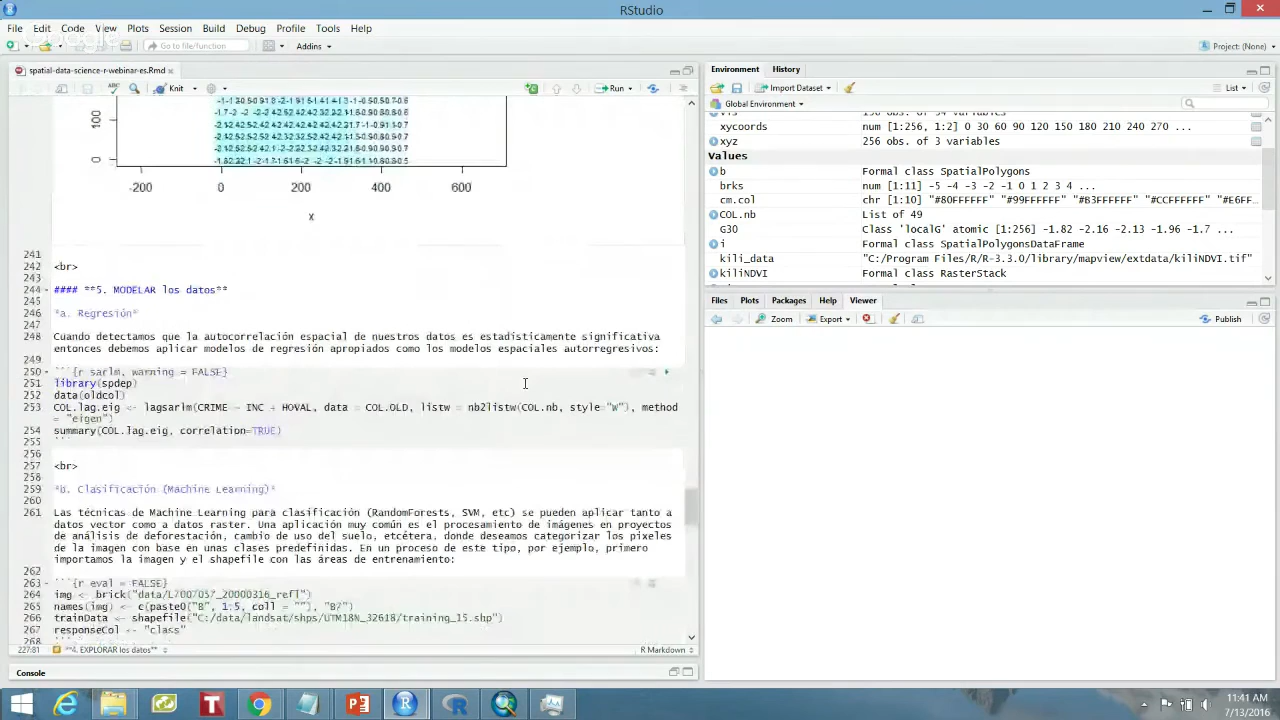 RStudio
File Edit Code View Plots Session Build Debug Profile Tools Help
Go to file/function Addins Project: (None)
spatial-data-science-r-webinar-es.Rmd
Knit Run
100
0
-200 0 200 400 600
x
241
242 <br>
243
244 #### **5. MODELAR los datos**
245
246 *a. Regresión*
247
248 Cuando detectamos que la autocorrelación espacial de nuestros datos es estadísticamente significativa
entonces debemos aplicar modelos de regresión apropiados como los modelos espaciales autorregresivos:
249
250 ```{r sarlm, warning = FALSE}
251 library(spdep)
252 data(oldcol)
253 COL.lag.eig <- lagsarlm(CRIME ~ INC + HOVAL, data = COL.OLD, listw = nb2listw(COL.nb, style="W"), method
= "eigen")
254 summary(COL.lag.eig, correlation=TRUE)
255 ```
256
257 <br>
258
259 *b. Clasificación (Machine Learning)*
260
261 Las técnicas de Machine Learning para clasificación (RandomForests, SVM, etc) se pueden aplicar tanto a
datos vector como a datos raster. Una aplicación muy común es el procesamiento de imágenes en proyectos
de análisis de deforestación, cambio de uso del suelo, etcétera, donde deseamos categorizar los pixeles
de la imagen con base en unas clases predefinidas. En un proceso de este tipo, por ejemplo, primero
importamos la imagen y el shapefile con las áreas de entrenamiento:
262
263 ```{r eval = FALSE}
264 img <- brick("data/L7007057_20000316_refl")
265 names(img) <- c(paste0("B", 1:5, coll = ""), "B7")
266 trainData <- shapefile("C:/data/landsat/shps/UTM18N_32618/training_15.shp")
267 responseCol <- "class"
268
227:81 **4. EXPLORAR los datos** R Markdown
Console
Environment History
Import Dataset List
Global Environment
xycoords num [1:256, 1:2] 0 30 60 90 120 150 180 210 240 270 ...
xyz 256 obs. of 3 variables
Values
b Formal class SpatialPolygons
brks num [1:11] -5 -4 -3 -2 -1 0 1 2 3 4 ...
cm.col chr [1:10] "#80FFFFFF" "#99FFFFFF" "#B3FFFFFF" "#CCFFFFFF" "#E6FF...
COL.nb List of 49
G30 Class 'localG' atomic [1:256] -1.82 -2.16 -2.13 -1.96 -1.7 ...
i Formal class SpatialPolygonsDataFrame
kili_data "C:/Program Files/R/R-3.3.0/library/mapview/extdata/kiliNDVI.tif"
kiliNDVI Formal class RasterStack
Files Plots Packages Help Viewer
Zoom Export Publish
11:41 AM
7/13/2016